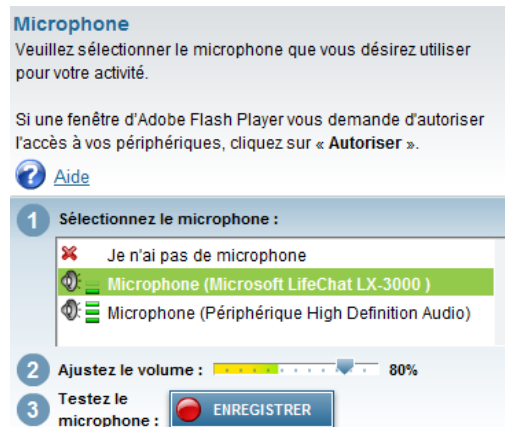 Microphone
Veuillez sélectionner le microphone que vous désirez utiliser
pour votre activité.
Si une fenêtre d'Adobe Flash Player vous demande d'autoriser
l'accès à vos périphériques, cliquez sur « Autoriser ».
? Aide
1 Sélectionnez le microphone :
Je n'ai pas de microphone
Microphone (Microsoft LifeChat LX-3000 )
Microphone (Périphérique High Definition Audio)
2 Ajustez le volume : 80%
3 Testez le
microphone : ENREGISTRER